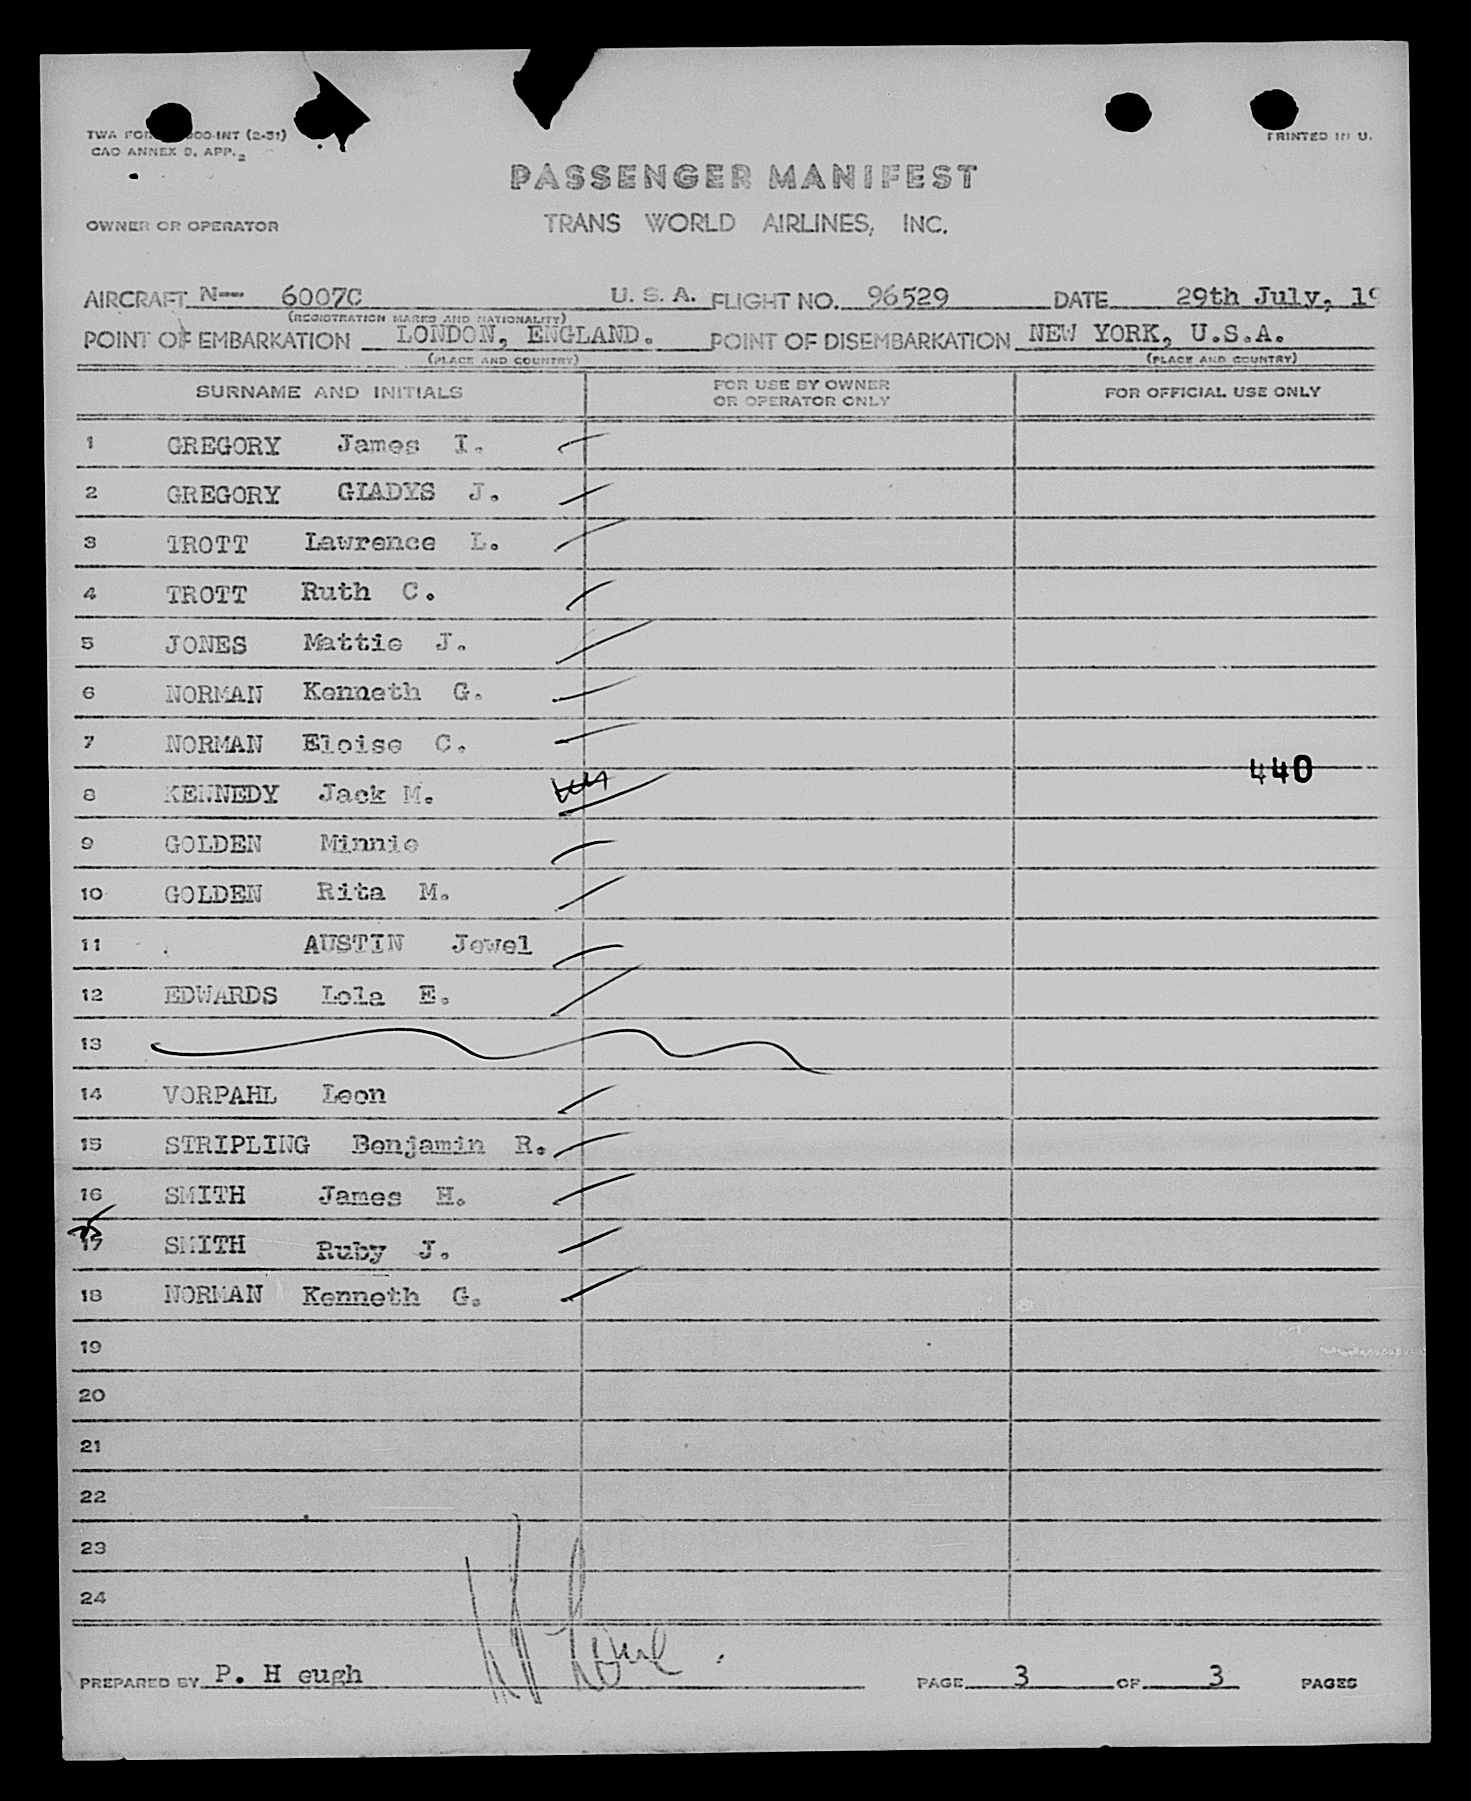 TWA FOR 000-INT (2-51)
CAO ANNEX 9, APP. 2
PRINTED IN U.
PASSENGER MANIFEST
OWNER OR OPERATOR TRANS WORLD AIRLINES, INC.
AIRCRAFT N-- 6007C U. S. A. FLIGHT NO. 96529 DATE 29th July, 19
(REGISTRATION MARKS AND NATIONALITY)
POINT OF EMBARKATION LONDON, ENGLAND. POINT OF DISEMBARKATION NEW YORK, U.S.A.
(PLACE AND COUNTRY) (PLACE AND COUNTRY)
SURNAME AND INITIALS FOR USE BY OWNER OR OPERATOR ONLY FOR OFFICIAL USE ONLY
1 GREGORY James I.
2 GREGORY GLADYS J.
3 TROTT Lawrence L.
4 TROTT Ruth C.
5 JONES Mattie J.
6 NORMAN Kenneth G.
7 NORMAN Eloise C.
440
8 KENNEDY Jack M.
9 GOLDEN Minnie
10 GOLDEN Rita M.
11 AUSTIN Jewel
12 EDWARDS Lola E.
13
14 VORPAHL Leon
15 STRIPLING Benjamin R.
16 SMITH James H.
17 SMITH Ruby J.
18 NORMAN Kenneth G.
19
20
21
22
23
24
PREPARED BY P. H eugh PAGE 3 OF 3 PAGES